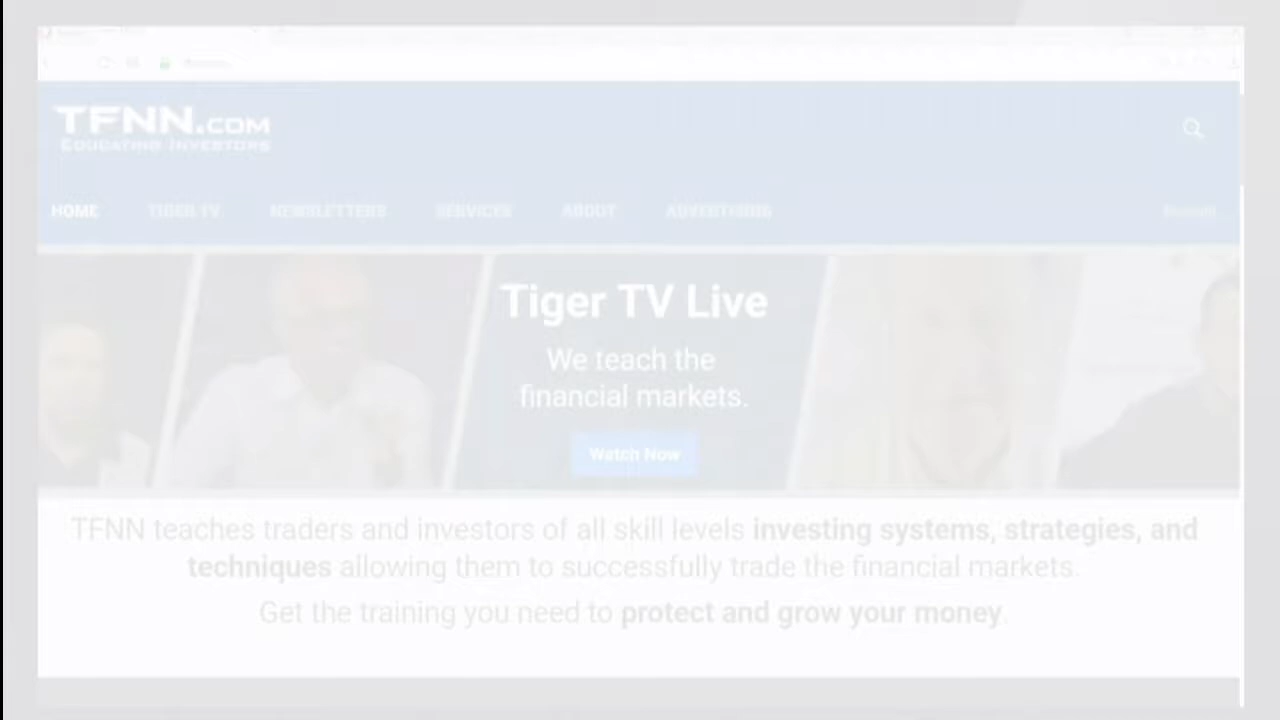 TFNN.COM
EDUCATING INVESTORS
HOME TIGER TV NEWSLETTERS SERVICES ABOUT ADVERTISING
Tiger TV Live
We teach the
financial markets.
Watch Now
TFNN teaches traders and investors of all skill levels investing systems, strategies, and
techniques allowing them to successfully trade the financial markets.
Get the training you need to protect and grow your money.